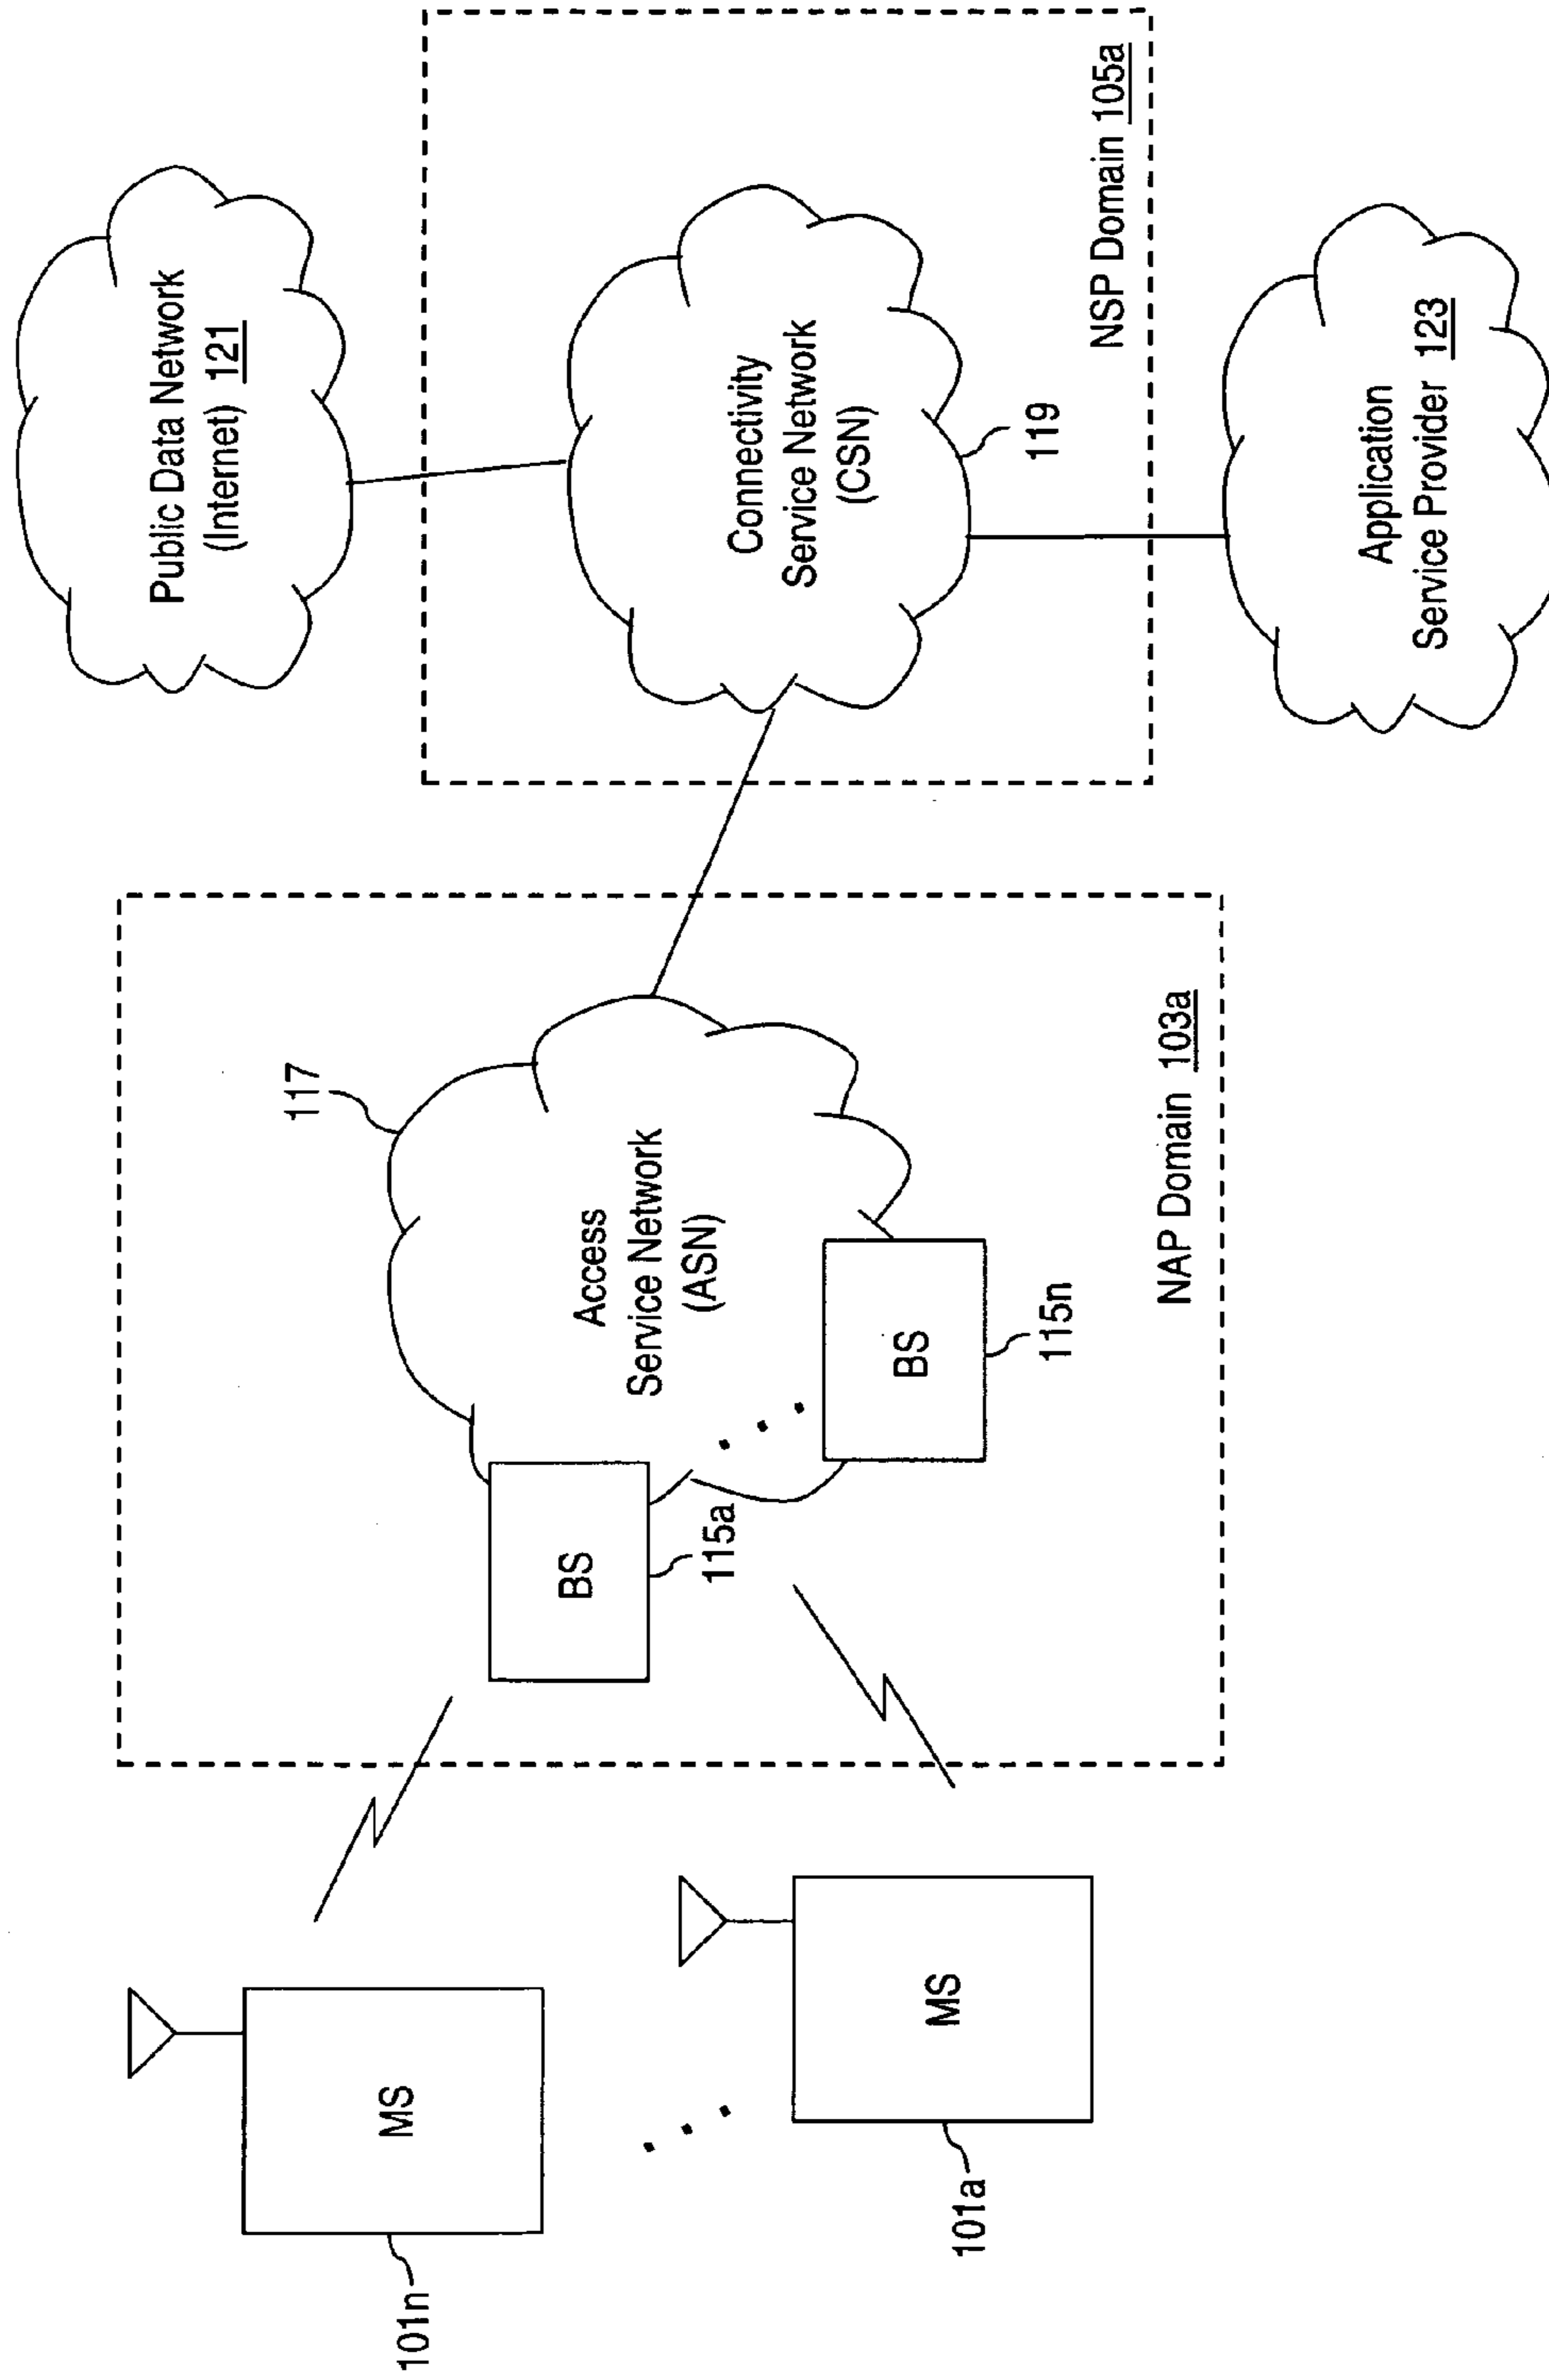 101n
MS
101a
MS
BS
115a
BS
115n
117
Access
Service Network
(ASN)
NAP Domain 103a
Public Data Network
(Internet) 121
Connectivity
Service Network
(CSN)
119
NSP Domain 105a
Application
Service Provider 123